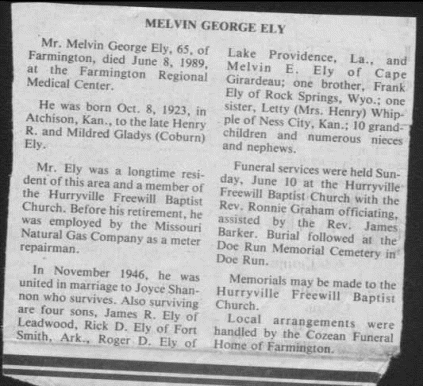 MELVIN GEORGE ELY
Mr. Melvin George Ely, 65, of
Farmington, died June 8, 1989,
at the Farmington Regional
Medical Center.
He was born Oct. 8, 1923, in
Atchison, Kan., to the late Henry
R. and Mildred Gladys (Coburn)
Ely.
Mr. Ely was a longtime resi-
dent of this area and a member of
the Hurryville Freewill Baptist
Church. Before his retirement, he
was employed by the Missouri
Natural Gas Company as a meter
repairman.
In November 1946, he was
united in marriage to Joyce Shan-
non who survives. Also surviving
are four sons, James R. Ely of
Leadwood, Rick D. Ely of Fort
Smith, Ark., Roger D. Ely of
Lake Providence, La., and
Melvin E. Ely of Cape
Girardeau; one brother, Frank
Ely of Rock Springs, Wyo.; one
sister, Letty (Mrs. Henry) Whip-
ple of Ness City, Kan.; 10 grand-
children and numerous nieces
and nephews.
Funeral services were held Sun-
day, June 10 at the Hurryville
Freewill Baptist Church with the
Rev. Ronnie Graham officiating,
assisted by the Rev. James
Barker. Burial followed at the
Doe Run Memorial Cemetery in
Doe Run.
Memorials may be made to the
Hurryville Freewill Baptist
Church.
Local arrangements were
handled by the Cozean Funeral
Home of Farmington.